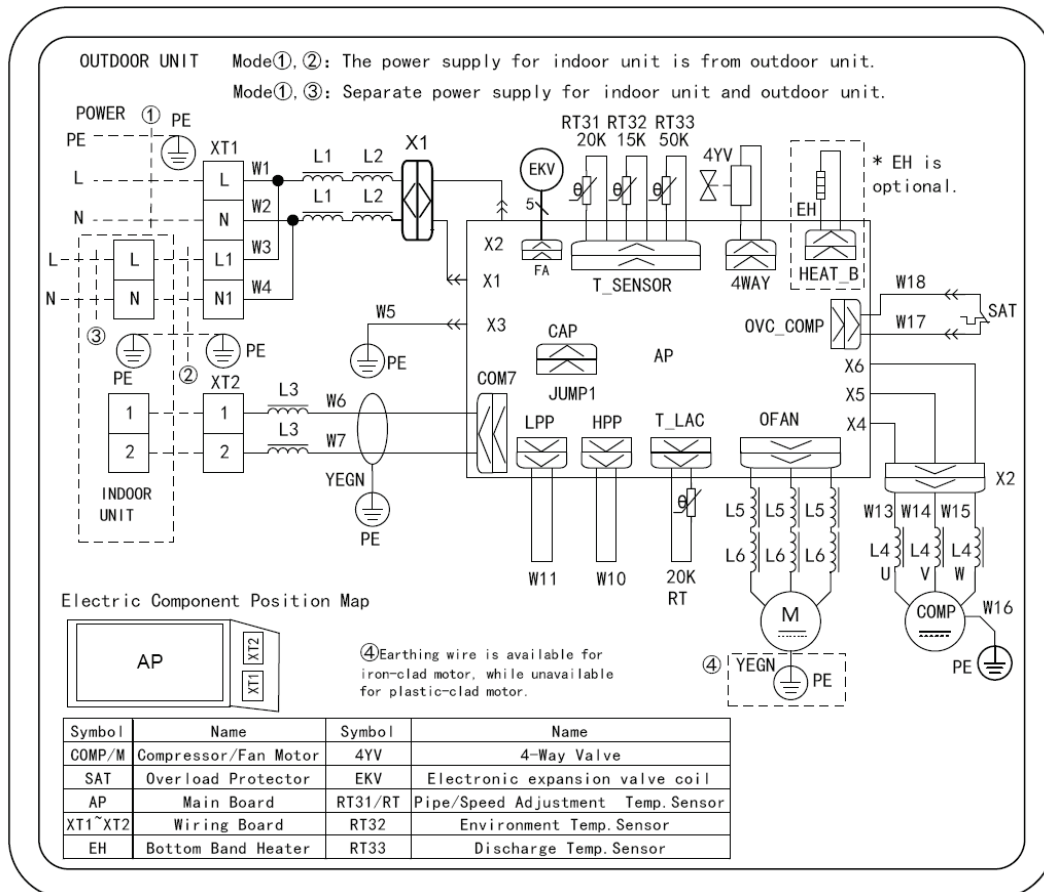 OUTDOOR UNIT Mode①, ②: The power supply for indoor unit is from outdoor unit.
Mode①, ③: Separate power supply for indoor unit and outdoor unit.
POWER ① PE
PE
XT1
L L W1 L1 L2 X1
N N W2 L1 L2
L L L1 W3
N N N1 W4
③ PE PE
② XT2
1 1 L3 W6
2 2 L3 W7
INDOOR
UNIT
YEGN
PE
W5
PE
RT31 RT32 RT33
20K 15K 50K
EKV
5
FA
θ θ θ
T_SENSOR
4YV
4WAY
EH
HEAT_B
* EH is
optional.
X2
X1
X3
CAP
JUMP1
AP
COM7
OVC_COMP
W18
W17
SAT
X6
X5
X4
LPP HPP T_LAC OFAN
W11 W10
θ
20K
RT
L5 L5 L5
L6 L6 L6
M
④ YEGN
PE
X2
W13 W14 W15
L4 L4 L4
U V W
COMP
W16
PE
Electric Component Position Map
AP
XT2
XT1
④Earthing wire is available for
iron-clad motor, while unavailable
for plastic-clad motor.
Symbol Name Symbol Name
COMP/M Compressor/Fan Motor 4YV 4-Way Valve
SAT Overload Protector EKV Electronic expansion valve coil
AP Main Board RT31/RT Pipe/Speed Adjustment Temp.Sensor
XT1~XT2 Wiring Board RT32 Environment Temp.Sensor
EH Bottom Band Heater RT33 Discharge Temp.Sensor